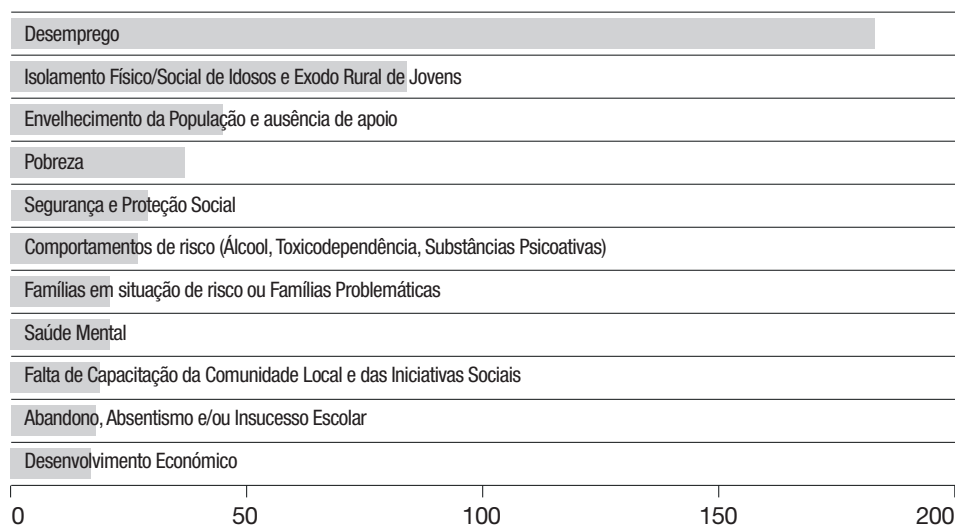 Desemprego
Isolamento Físico/Social de Idosos e Exodo Rural de Jovens
Envelhecimento da População e ausência de apoio
Pobreza
Segurança e Proteção Social
Comportamentos de risco (Álcool, Toxicodependência, Substâncias Psicoativas)
Famílias em situação de risco ou Famílias Problemáticas
Saúde Mental
Falta de Capacitação da Comunidade Local e das Iniciativas Sociais
Abandono, Absentismo e/ou Insucesso Escolar
Desenvolvimento Económico
0 50 100 150 200